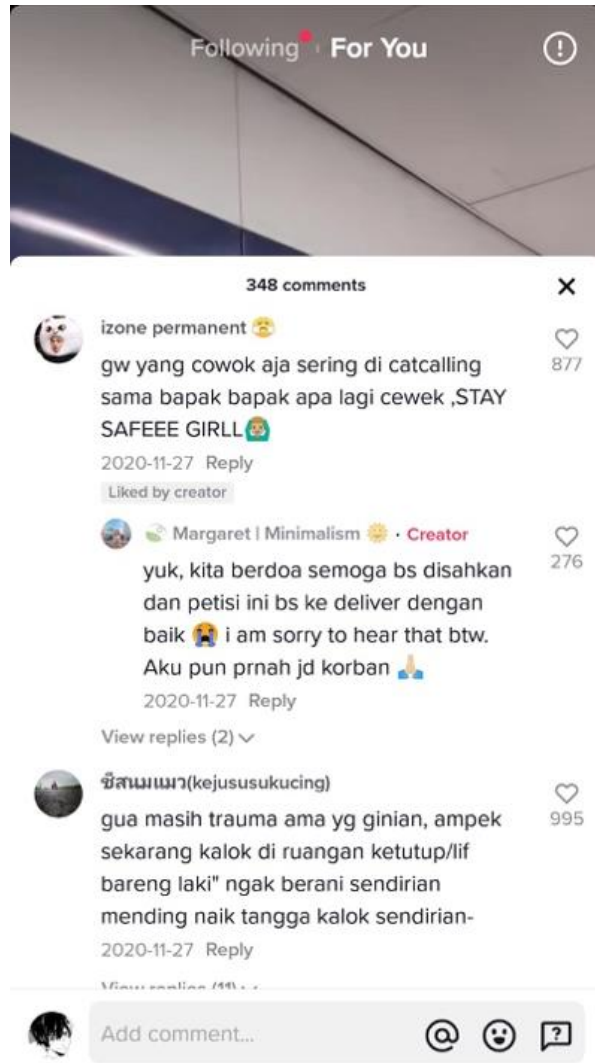 Following For You
348 comments
izone permanent 😤
gw yang cowok aja sering di catcalling
sama bapak bapak apa lagi cewek ,STAY
SAFEEE GIRLL🙆🏼‍♂️
877
2020-11-27 Reply
Liked by creator
🍃 Margaret | Minimalism 🌞 · Creator
yuk, kita berdoa semoga bs disahkan
dan petisi ini bs ke deliver dengan
baik 😭 i am sorry to hear that btw.
Aku pun prnah jd korban 🙏🏼
276
2020-11-27 Reply
View replies (2)
ชีสนมแมว(kejususukucing)
gua masih trauma ama yg ginian, ampek
sekarang kalok di ruangan ketutup/lif
bareng laki" ngak berani sendirian
mending naik tangga kalok sendirian-
995
2020-11-27 Reply
View replies (11)
Add comment...